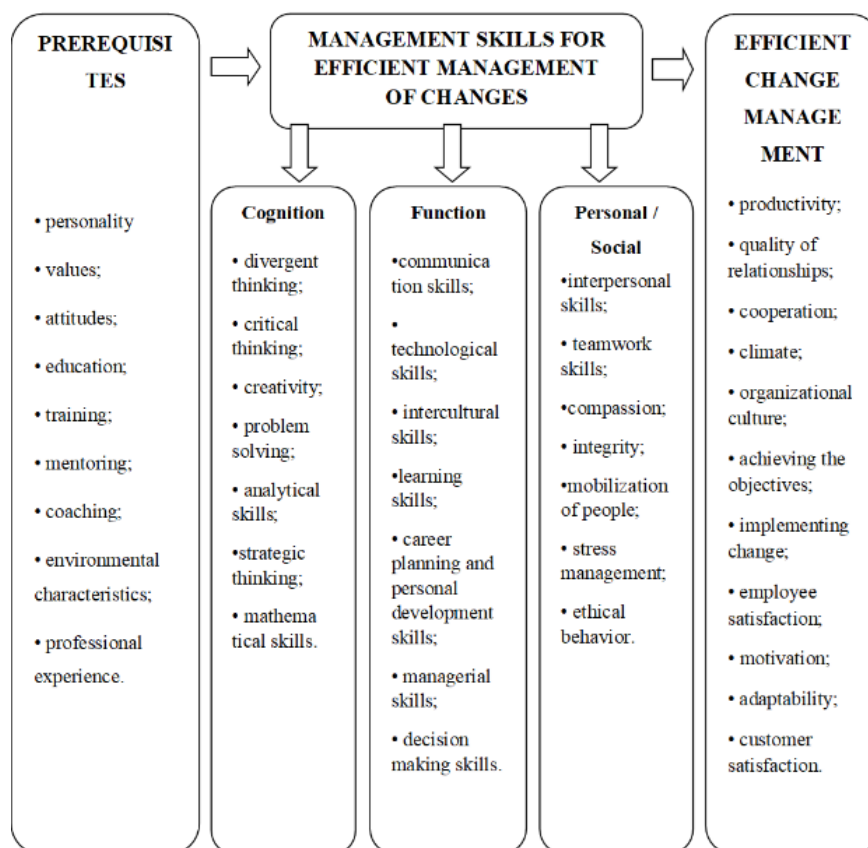 PREREQUISI
TES
• personality
values;
• attitudes;
• education;
• training;
• mentoring;
• coaching;
• environmental
characteristics;
• professional
experience.
MANAGEMENT SKILLS FOR
EFFICIENT MANAGEMENT
OF CHANGES
Cognition
• divergent
thinking;
• critical
thinking;
• creativity;
• problem
solving;
• analytical
skills;
•strategic
thinking;
• mathema
tical skills.
Function
•communica
tion skills;
•
technological
skills;
• intercultural
skills;
•learning
skills;
• career
planning and
personal
development
skills;
• managerial
skills;
• decision
making skills.
Personal /
Social
•interpersonal
skills;
• teamwork
skills;
•compassion;
• integrity;
•mobilization
of people;
• stress
management;
• ethical
behavior.
EFFICIENT
CHANGE
MANAGE
MENT
• productivity;
• quality of
relationships;
• cooperation;
• climate;
• organizational
culture;
• achieving the
objectives;
• implementing
change;
• employee
satisfaction;
• motivation;
• adaptability;
• customer
satisfaction.